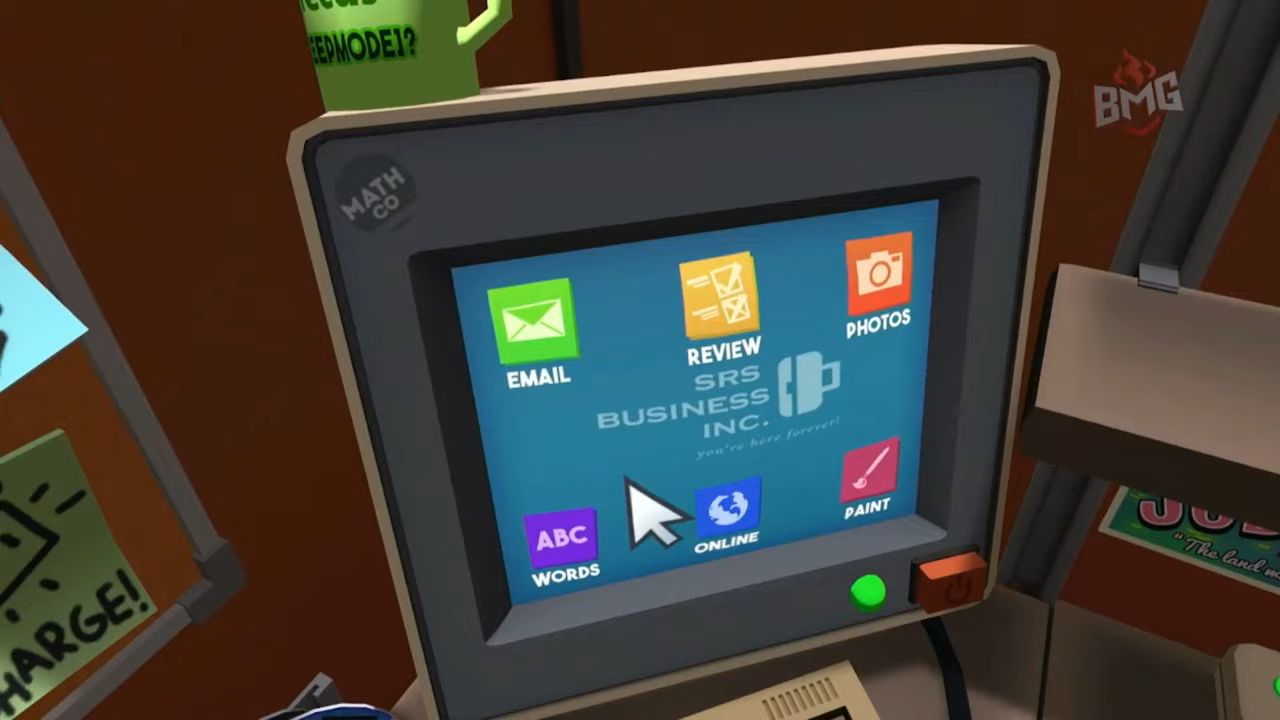 EEPMODE1?
BMG
MATH
CO
EMAIL
REVIEW
PHOTOS
SRS
BUSINESS
INC.
you're here forever!
ABC
WORDS
ONLINE
PAINT
HARGE!
JOB
"The land